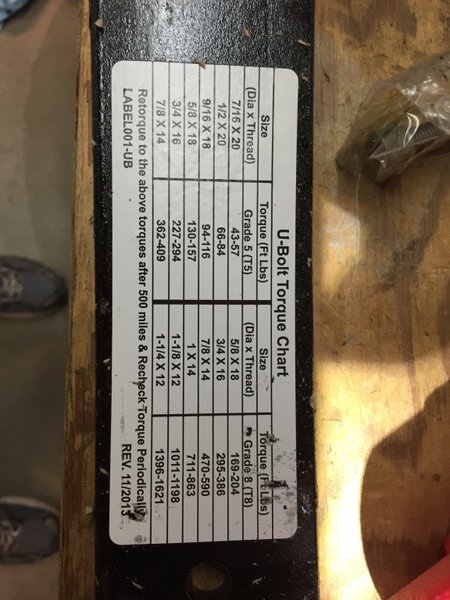 U-Bolt Torque Chart
Size Torque (Ft Lbs) Size Torque (Ft Lbs)
(Dia x Thread) Grade 5 (T5) (Dia x Thread) Grade 8 (T8)
7/16 X 20 43-57 5/8 X 18 169-204
1/2 X 20 66-84 3/4 X 16 295-386
9/16 X 18 94-116 7/8 X 14 470-590
5/8 X 18 130-157 1 X 14 711-863
3/4 X 16 227-294 1-1/8 X 12 1011-1198
7/8 X 14 362-409 1-1/4 X 12 1396-1621
Retorque to the above torques after 500 miles & Recheck Torque Periodically
LABEL001-UB REV. 11/2013